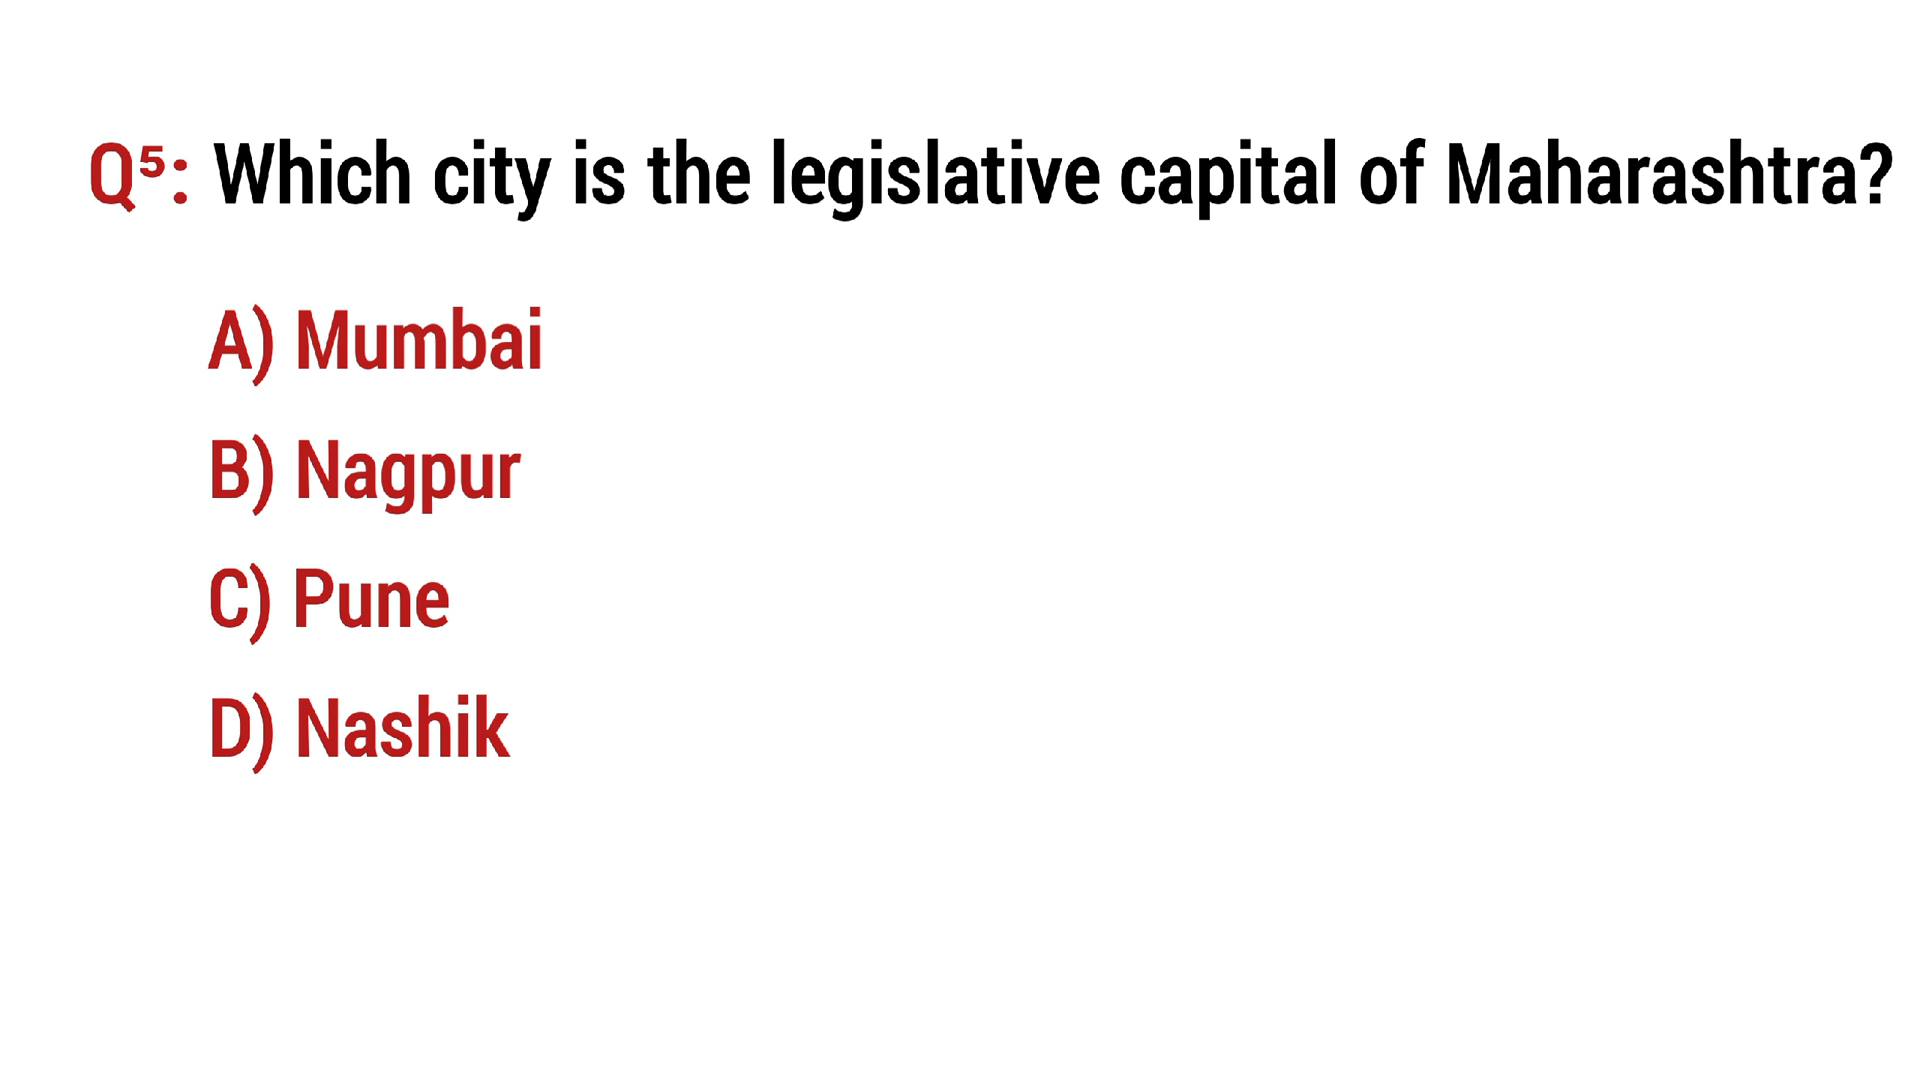 Q⁵: Which city is the legislative capital of Maharashtra?
A) Mumbai
B) Nagpur
C) Pune
D) Nashik